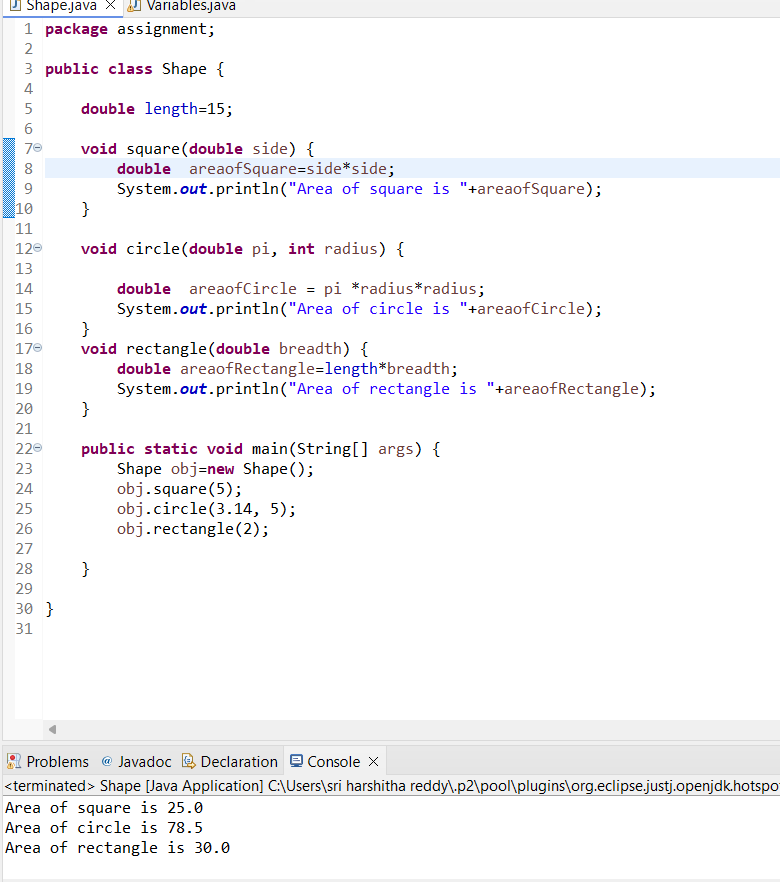 Shape.java Variables.java
1 package assignment;
2
3 public class Shape {
4
5 double length=15;
6
7 void square(double side) {
8 double  areaofSquare=side*side;
9 System.out.println("Area of square is "+areaofSquare);
10 }
11
12 void circle(double pi, int radius) {
13
14 double  areaofCircle = pi *radius*radius;
15 System.out.println("Area of circle is "+areaofCircle);
16 }
17 void rectangle(double breadth) {
18 double areaofRectangle=length*breadth;
19 System.out.println("Area of rectangle is "+areaofRectangle);
20 }
21
22 public static void main(String[] args) {
23 Shape obj=new Shape();
24 obj.square(5);
25 obj.circle(3.14, 5);
26 obj.rectangle(2);
27
28 }
29
30 }
31
Problems @ Javadoc Declaration Console
<terminated> Shape [Java Application] C:\Users\sri harshitha reddy\.p2\pool\plugins\org.eclipse.justj.openjdk.hotspo
Area of square is 25.0
Area of circle is 78.5
Area of rectangle is 30.0